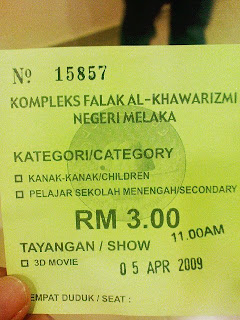 Nº 15857
KOMPLEKS FALAK AL-KHAWARIZMI
NEGERI MELAKA
KATEGORI/CATEGORY
KANAK-KANAK/CHILDREN
PELAJAR SEKOLAH MENENGAH/SECONDARY
RM 3.00
11.00AM
TAYANGAN / SHOW
3D MOVIE
05 APR 2009
TEMPAT DUDUK / SEAT :